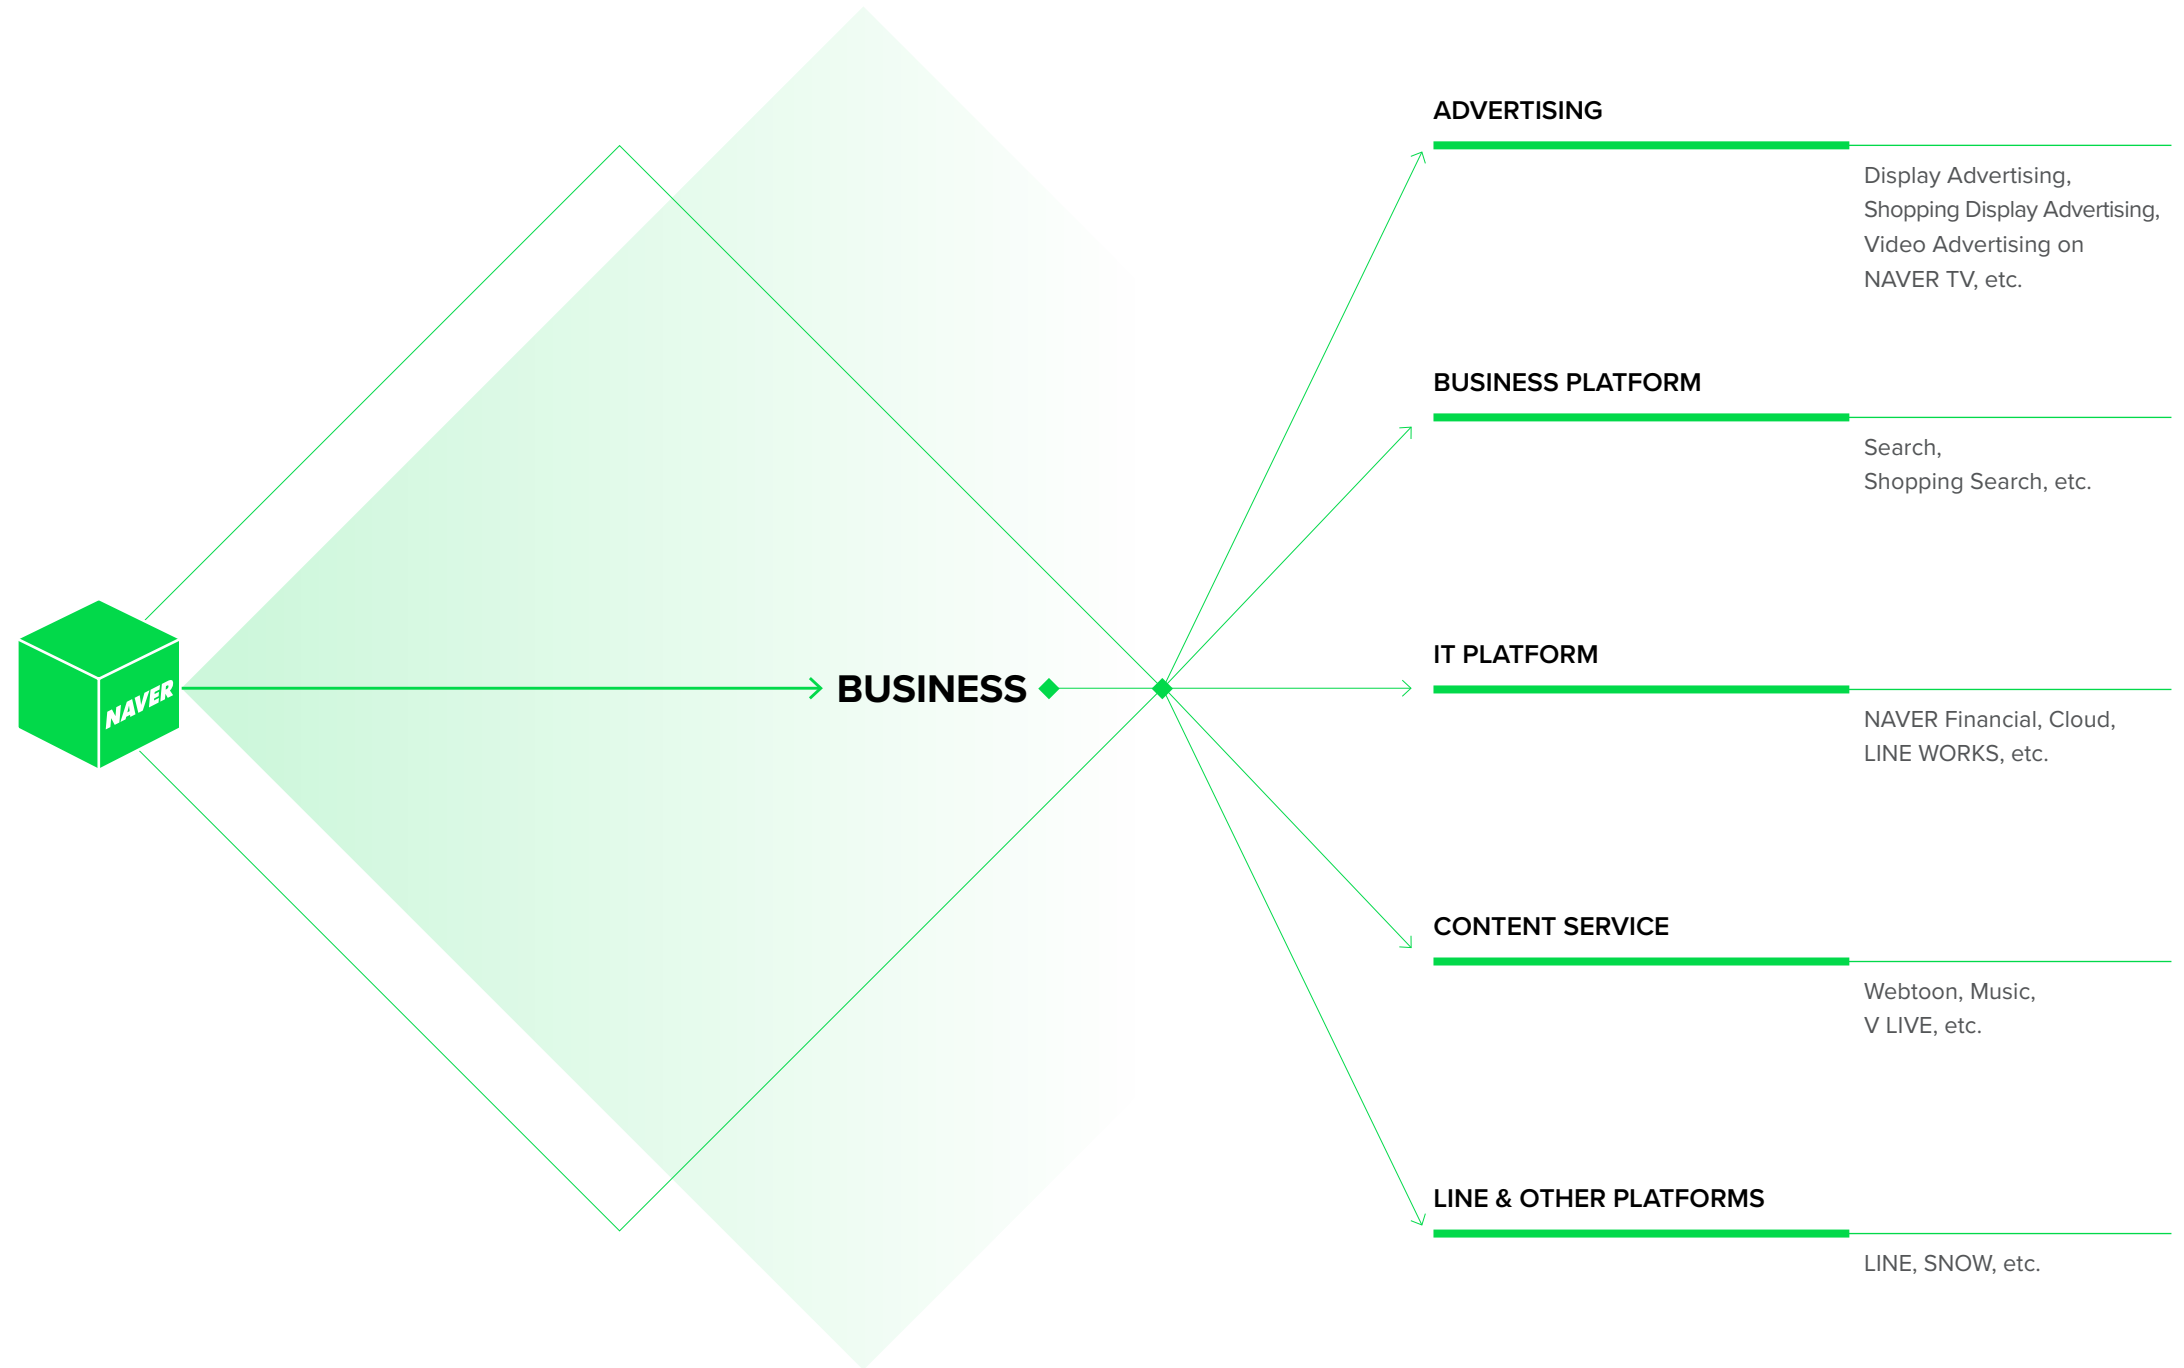 NAVER
BUSINESS
ADVERTISING
Display Advertising,
Shopping Display Advertising,
Video Advertising on
NAVER TV, etc.
BUSINESS PLATFORM
Search,
Shopping Search, etc.
IT PLATFORM
NAVER Financial, Cloud,
LINE WORKS, etc.
CONTENT SERVICE
Webtoon, Music,
V LIVE, etc.
LINE & OTHER PLATFORMS
LINE, SNOW, etc.